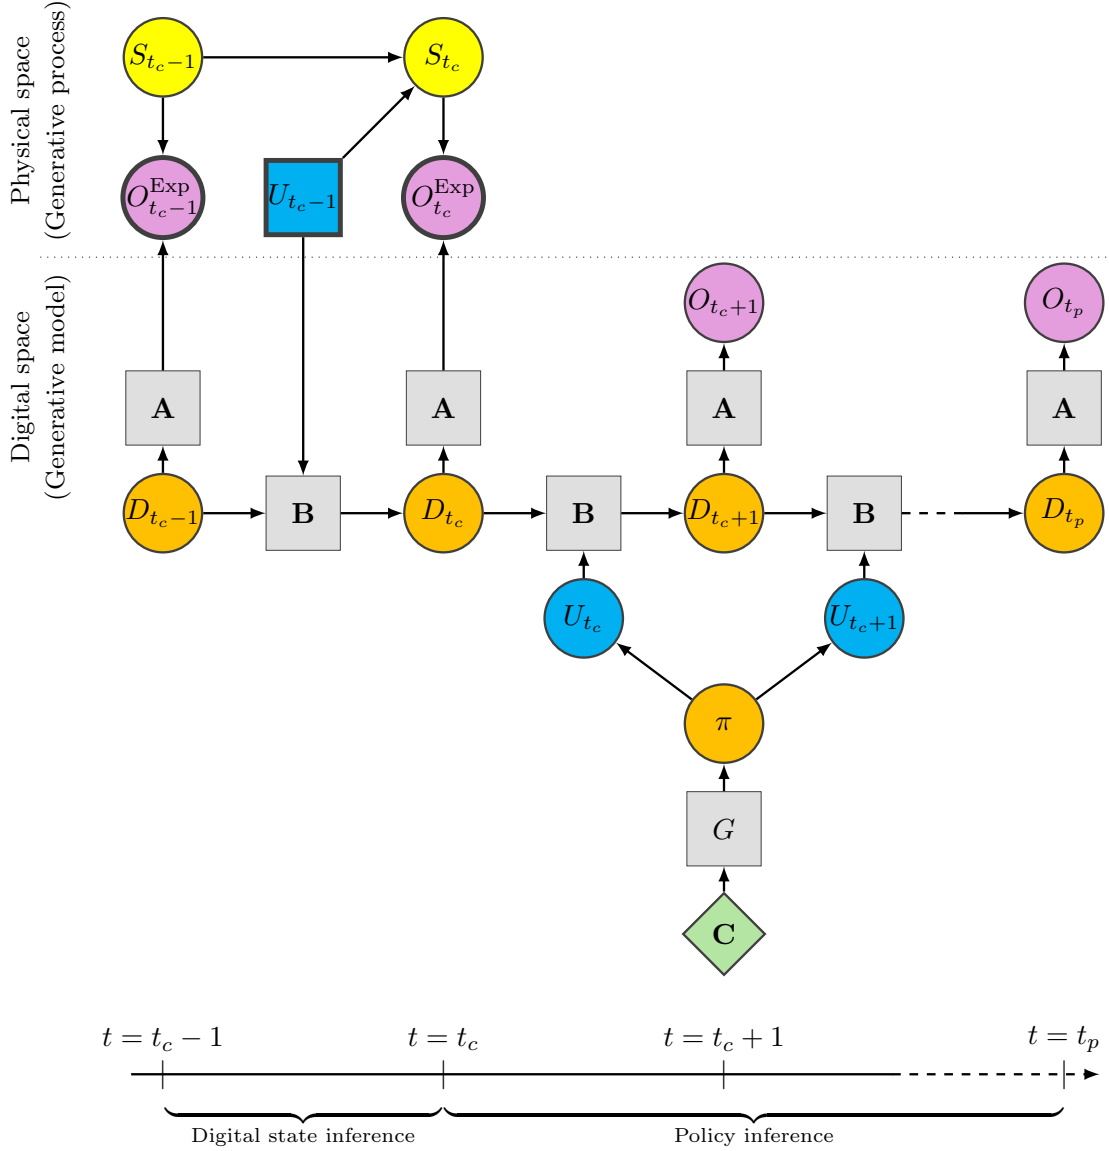 Physical space
(Generative process)
S_{t_c−1}
S_{t_c}
O^{Exp}_{t_c−1}
U_{t_c−1}
O^{Exp}_{t_c}
Digital space
(Generative model)
O_{t_c+1}
O_{t_p}
A
A
A
A
D_{t_c−1}
B
D_{t_c}
B
D_{t_c+1}
B
D_{t_p}
U_{t_c}
U_{t_c+1}
π
G
C
t = t_c − 1
t = t_c
t = t_c + 1
t = t_p
Digital state inference
Policy inference